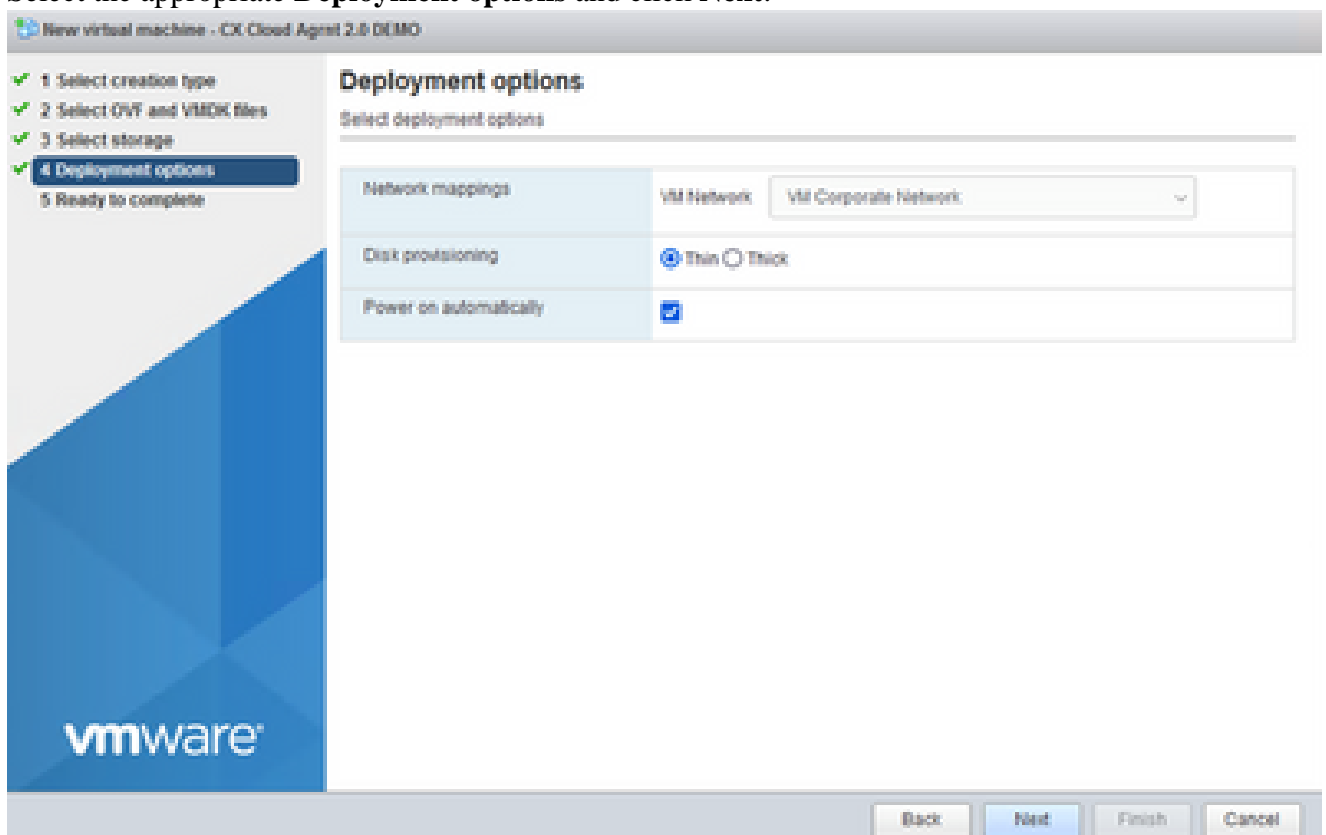 Select the appropriate Deployment options and click Next.
New virtual machine - CX Cloud Agent 2.0 DEMO
1 Select creation type
2 Select OVF and VMDK files
3 Select storage
4 Deployment options
5 Ready to complete
Deployment options
Select deployment options
Network mappings
VM Network
VM Corporate Network
Disk provisioning
Thin
Thick
Power on automatically
vmware
Back
Next
Finish
Cancel